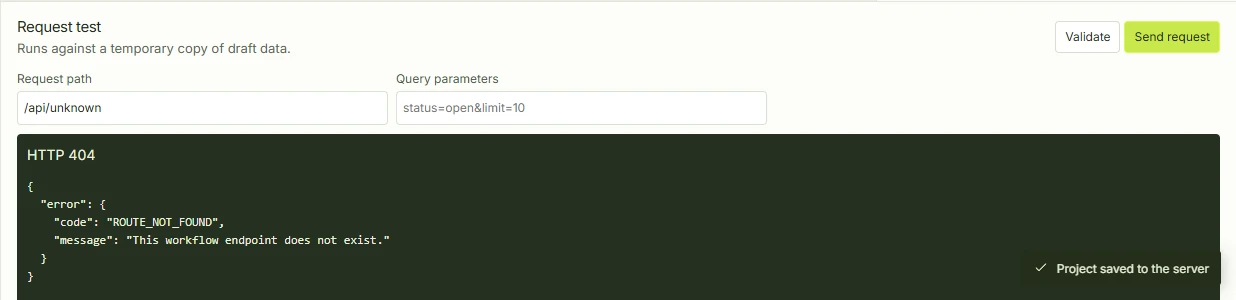 Request test
Runs against a temporary copy of draft data.
Validate
Send request
Request path
Query parameters
/api/unknown
status=open&limit=10
HTTP 404
{
  "error": {
    "code": "ROUTE_NOT_FOUND",
    "message": "This workflow endpoint does not exist."
  }
}
Project saved to the server